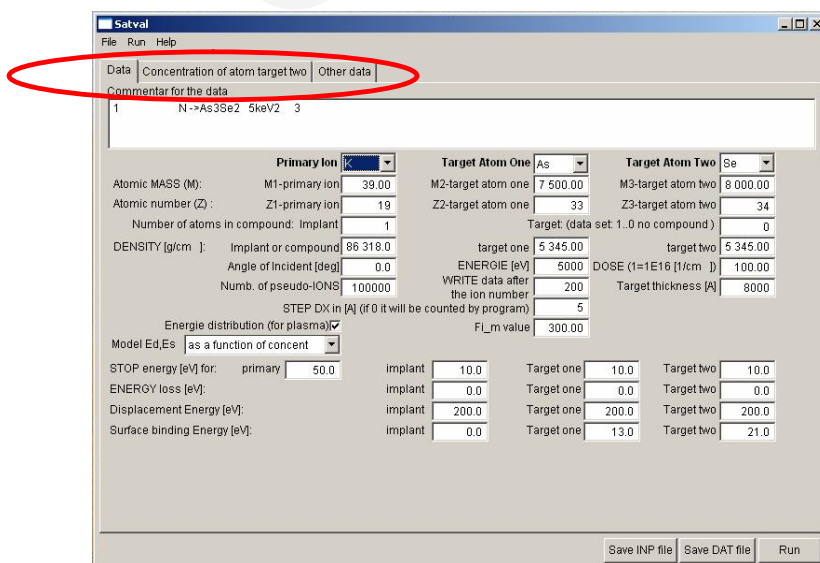 Satval
File Run Help
Data Concentration of atom target two Other data
Commentar for the data
1 N->As3Se2 5keV2 3
Primary Ion K Target Atom One As Target Atom Two Se
Atomic MASS (M): M1-primary ion 39.00 M2-target atom one 7 500.00 M3-target atom two 8 000.00
Atomic number (Z) : Z1-primary ion 19 Z2-target atom one 33 Z3-target atom two 34
Number of atoms in compound: Implant 1 Target: (data set: 1..0 no compound ) 0
DENSITY [g/cm ]: Implant or compound 86 318.0 target one 5 345.00 target two 5 345.00
Angle of Incident [deg] 0.0 ENERGIE [eV] 5000 DOSE (1=1E16 [1/cm ]) 100.00
Numb. of pseudo-IONS 100000 WRITE data after the ion number 200 Target thickness [A] 8000
STEP DX in [A] (if 0 it will be counted by program) 5
Energie distribution (for plasma) Fi_m value 300.00
Model Ed,Es as a function of concent
STOP energy [eV] for: primary 50.0 implant 10.0 Target one 10.0 Target two 10.0
ENERGY loss [eV]: implant 0.0 Target one 0.0 Target two 0.0
Displacement Energy [eV]: implant 200.0 Target one 200.0 Target two 200.0
Surface binding Energy [eV]: implant 0.0 Target one 13.0 Target two 21.0
Save INP file Save DAT file Run